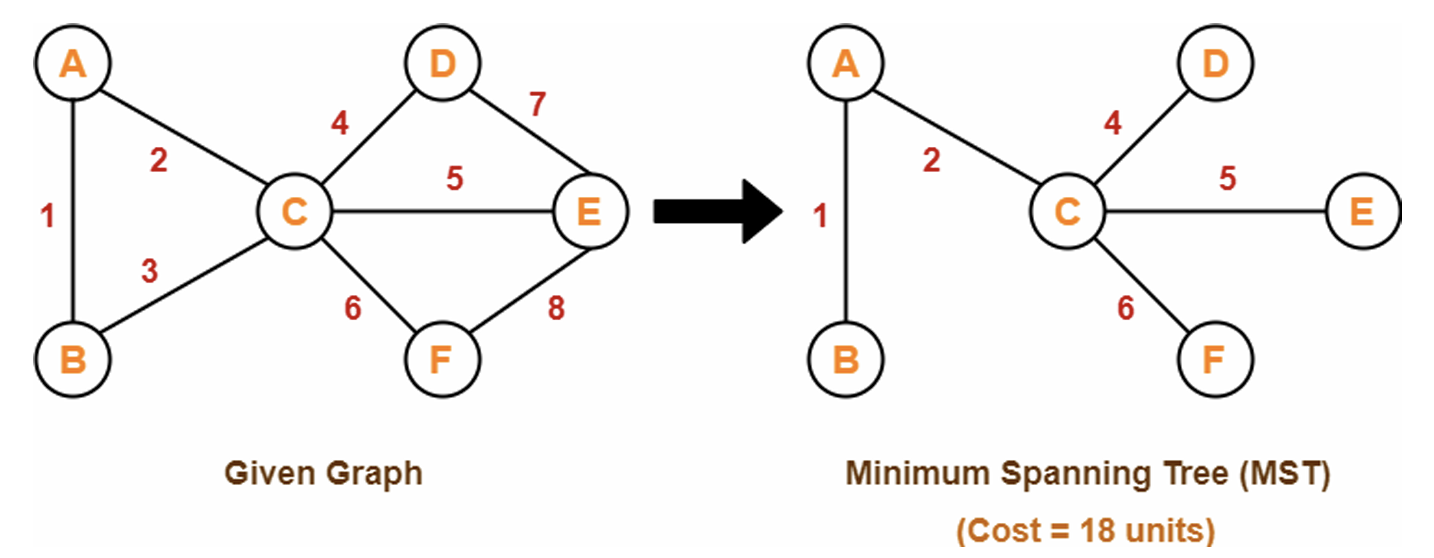 A
D
7
4
2
5
1
C
E
3
6
8
B
F
A
D
4
2
5
1
C
E
6
B
F
Given Graph
Minimum Spanning Tree (MST)
(Cost = 18 units)